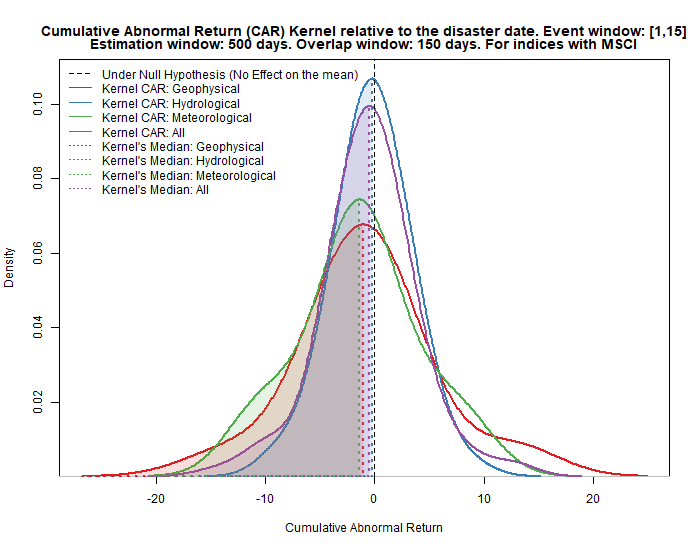 Cumulative Abnormal Return (CAR) Kernel relative to the disaster date. Event window: [1,15]
Estimation window: 500 days. Overlap window: 150 days. For indices with MSCI
Under Null Hypothesis (No Effect on the mean)
Kernel CAR: Geophysical
Kernel CAR: Hydrological
Kernel CAR: Meteorological
Kernel CAR: All
Kernel's Median: Geophysical
Kernel's Median: Hydrological
Kernel's Median: Meteorological
Kernel's Median: All
Density
0.10
0.08
0.06
0.04
0.02
-20 -10 0 10 20
Cumulative Abnormal Return